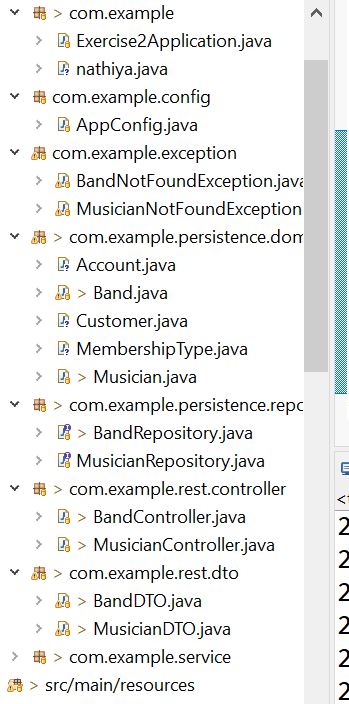 > com.example
Exercise2Application.java
nathiya.java
com.example.config
AppConfig.java
com.example.exception
BandNotFoundException.java
MusicianNotFoundException
> com.example.persistence.dom
Account.java
> Band.java
Customer.java
MembershipType.java
> Musician.java
> com.example.persistence.repo
> BandRepository.java
MusicianRepository.java
> com.example.rest.controller
> BandController.java
> MusicianController.java
> com.example.rest.dto
> BandDTO.java
> MusicianDTO.java
> com.example.service
> src/main/resources
<
2
2
2
2
2
2